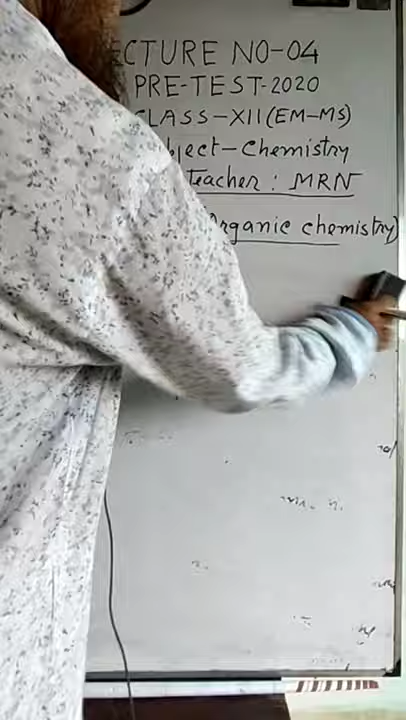 ECTURE NO-04
PRE-TEST-2020
CLASS-XII (EM-MS)
bject-Chemistry
Teacher : MRN
rganic chemistry)